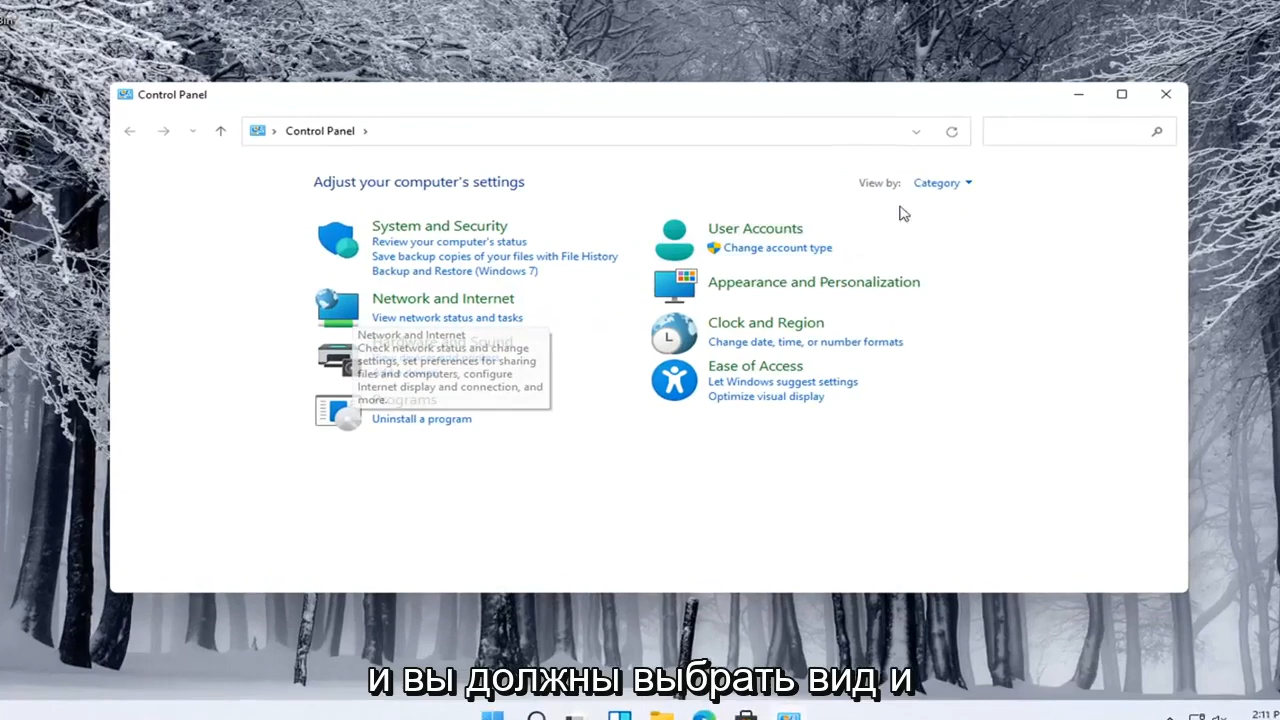 Control Panel
Control Panel
Adjust your computer's settings
View by: Category
System and Security
Review your computer's status
Save backup copies of your files with File History
Backup and Restore (Windows 7)
Network and Internet
View network status and tasks
Network and Internet
Check network status and change
settings, set preferences for sharing
files and computers, configure
Internet display and connection, and
more.
Programs
Uninstall a program
User Accounts
Change account type
Appearance and Personalization
Clock and Region
Change date, time, or number formats
Ease of Access
Let Windows suggest settings
Optimize visual display
и вы должны выбрать вид и
2:11 P